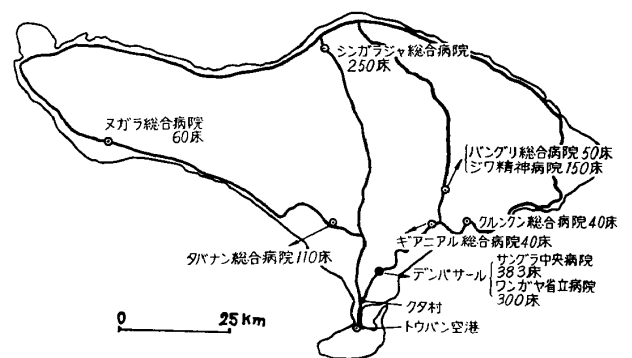 シンガラジャ総合病院
250床
ヌガラ総合病院
60床
バングリ総合病院50床
ジワ精神病院150床
クルンクン総合病院40床
ギアニアル総合病院40床
タバナン総合病院110床
デンパサール
サングラ中央病院
383床
ワンガヤ省立病院
300床
クタ村
トウバン空港
0 25Km